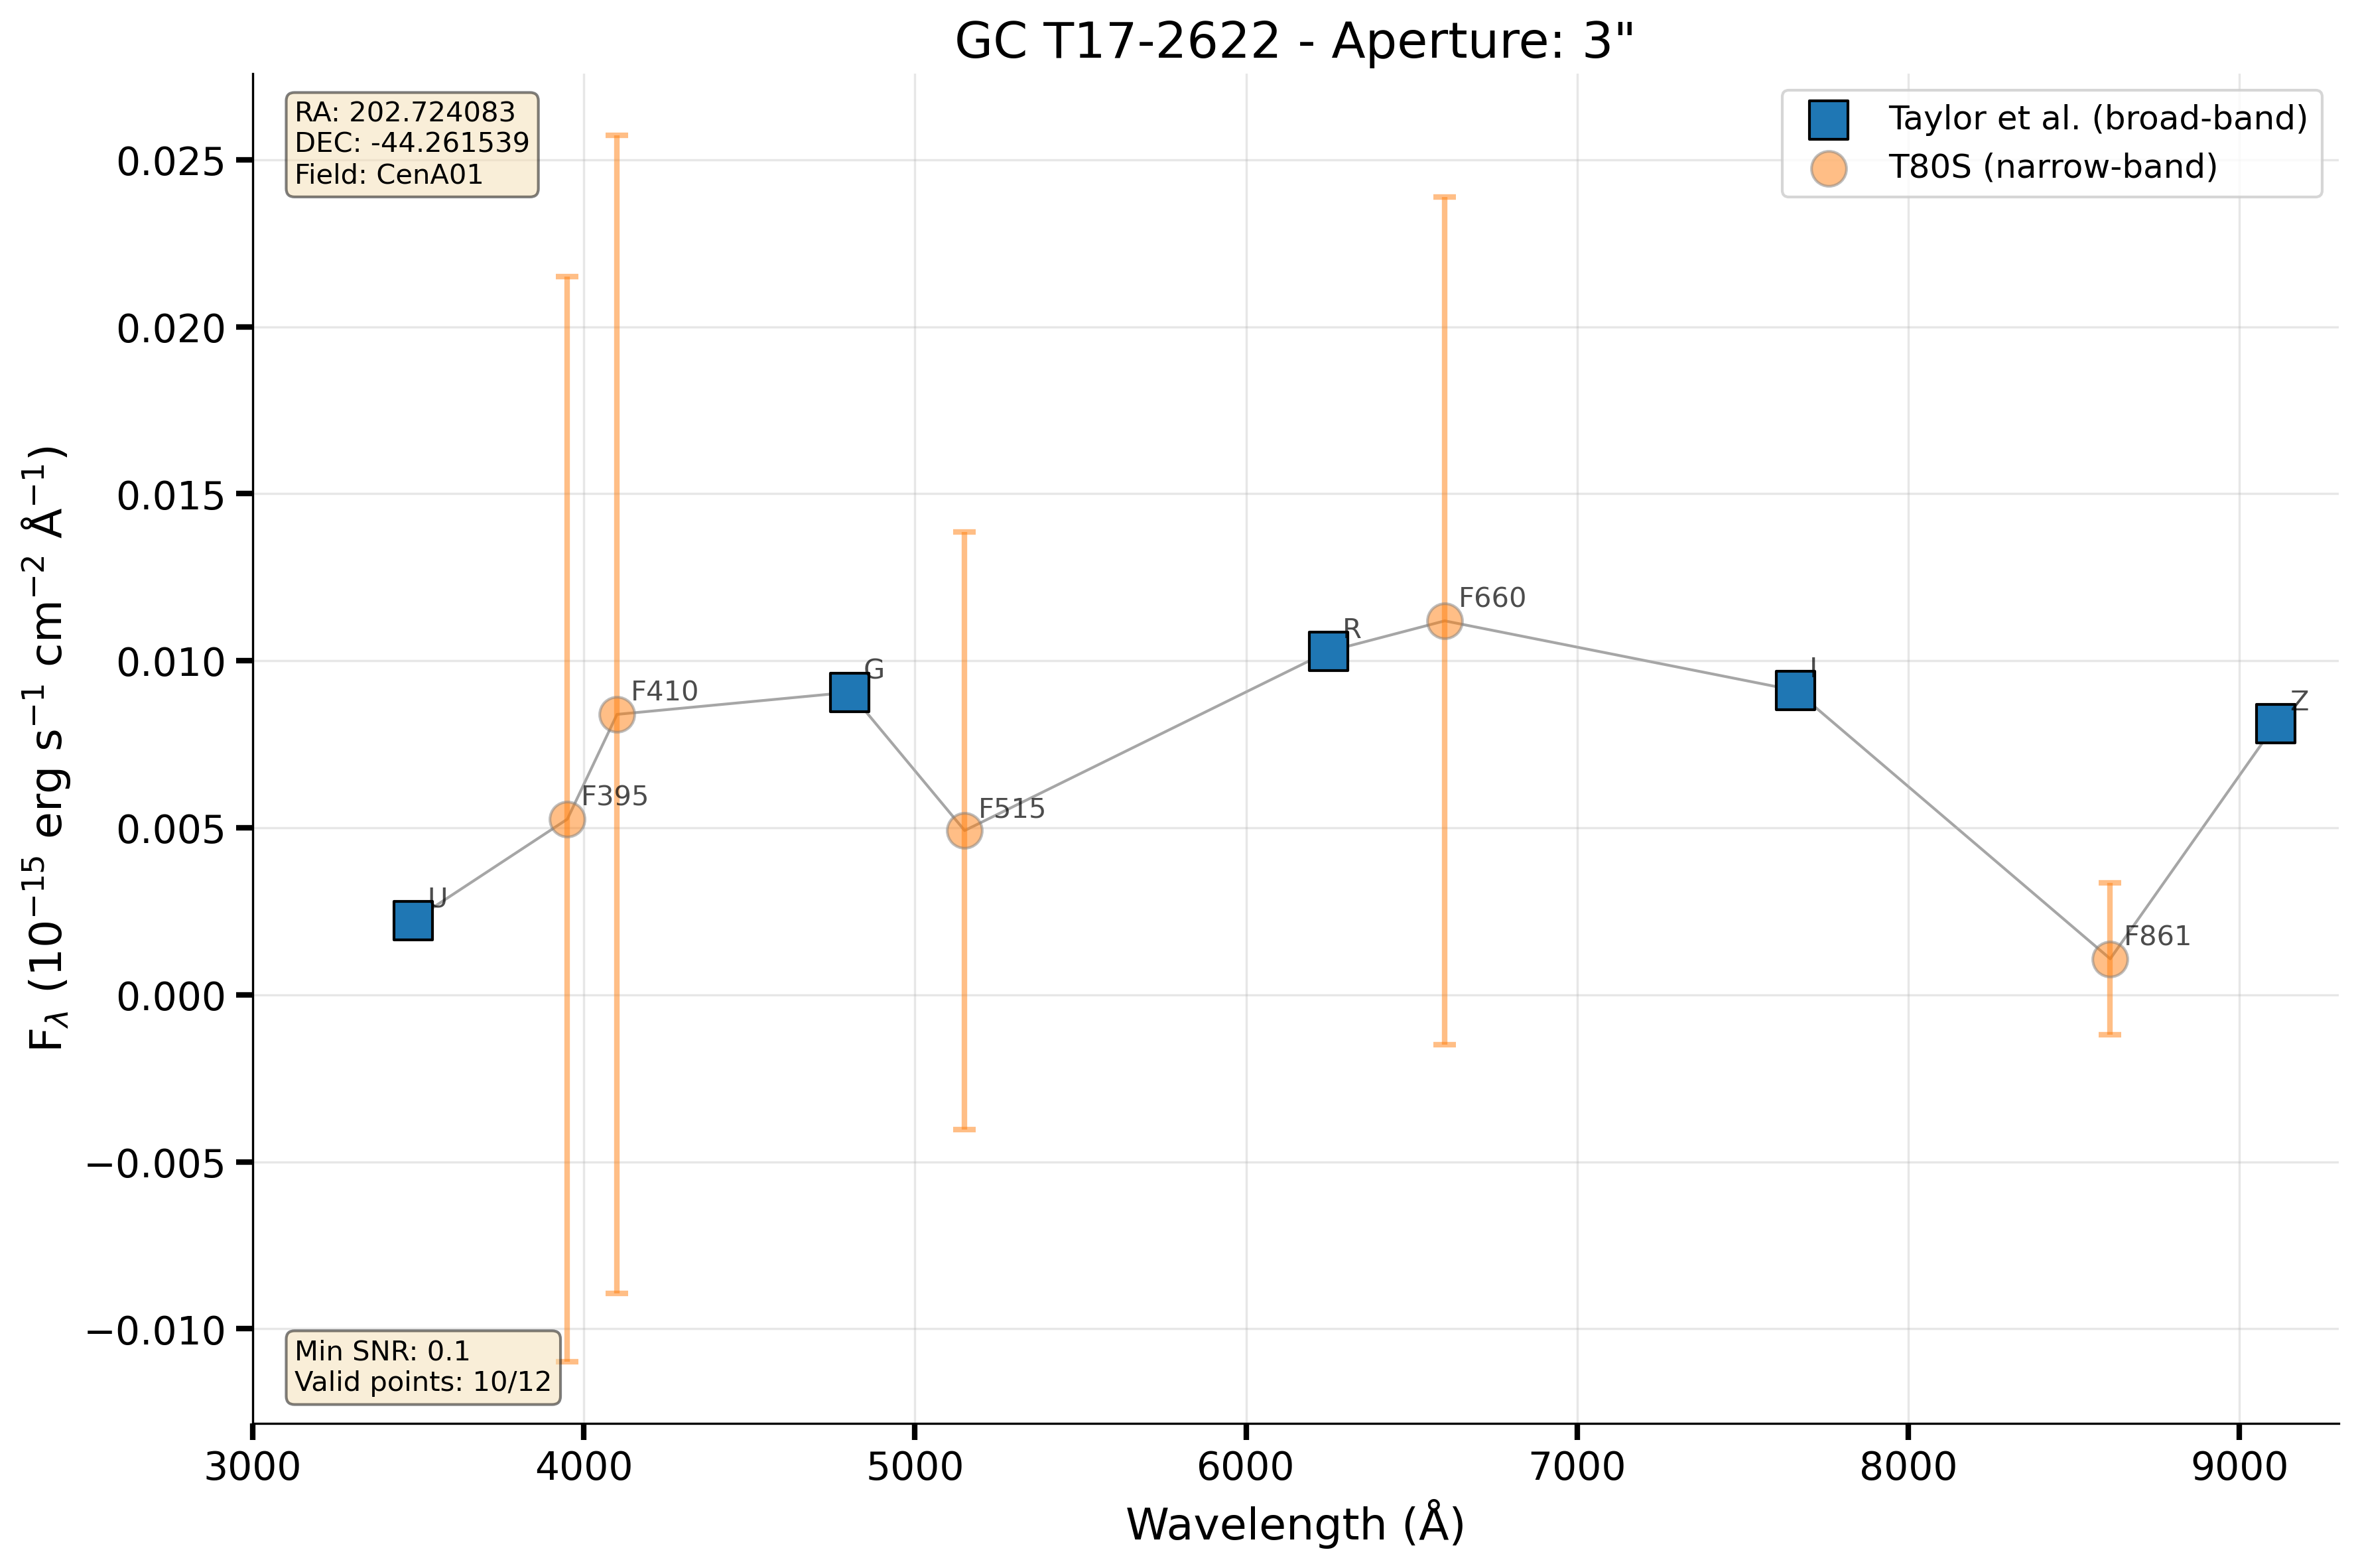 GC T17-2622 - Aperture: 3"
RA: 202.724083
DEC: -44.261539
Field: CenA01
Taylor et al. (broad-band)
T80S (narrow-band)
0.025
0.020
0.015
0.010
0.005
0.000
−0.005
−0.010
F_λ (10⁻¹⁵ erg s⁻¹ cm⁻² Å⁻¹)
U
F395
F410
G
F515
R
F660
I
F861
Z
Min SNR: 0.1
Valid points: 10/12
3000 4000 5000 6000 7000 8000 9000
Wavelength (Å)